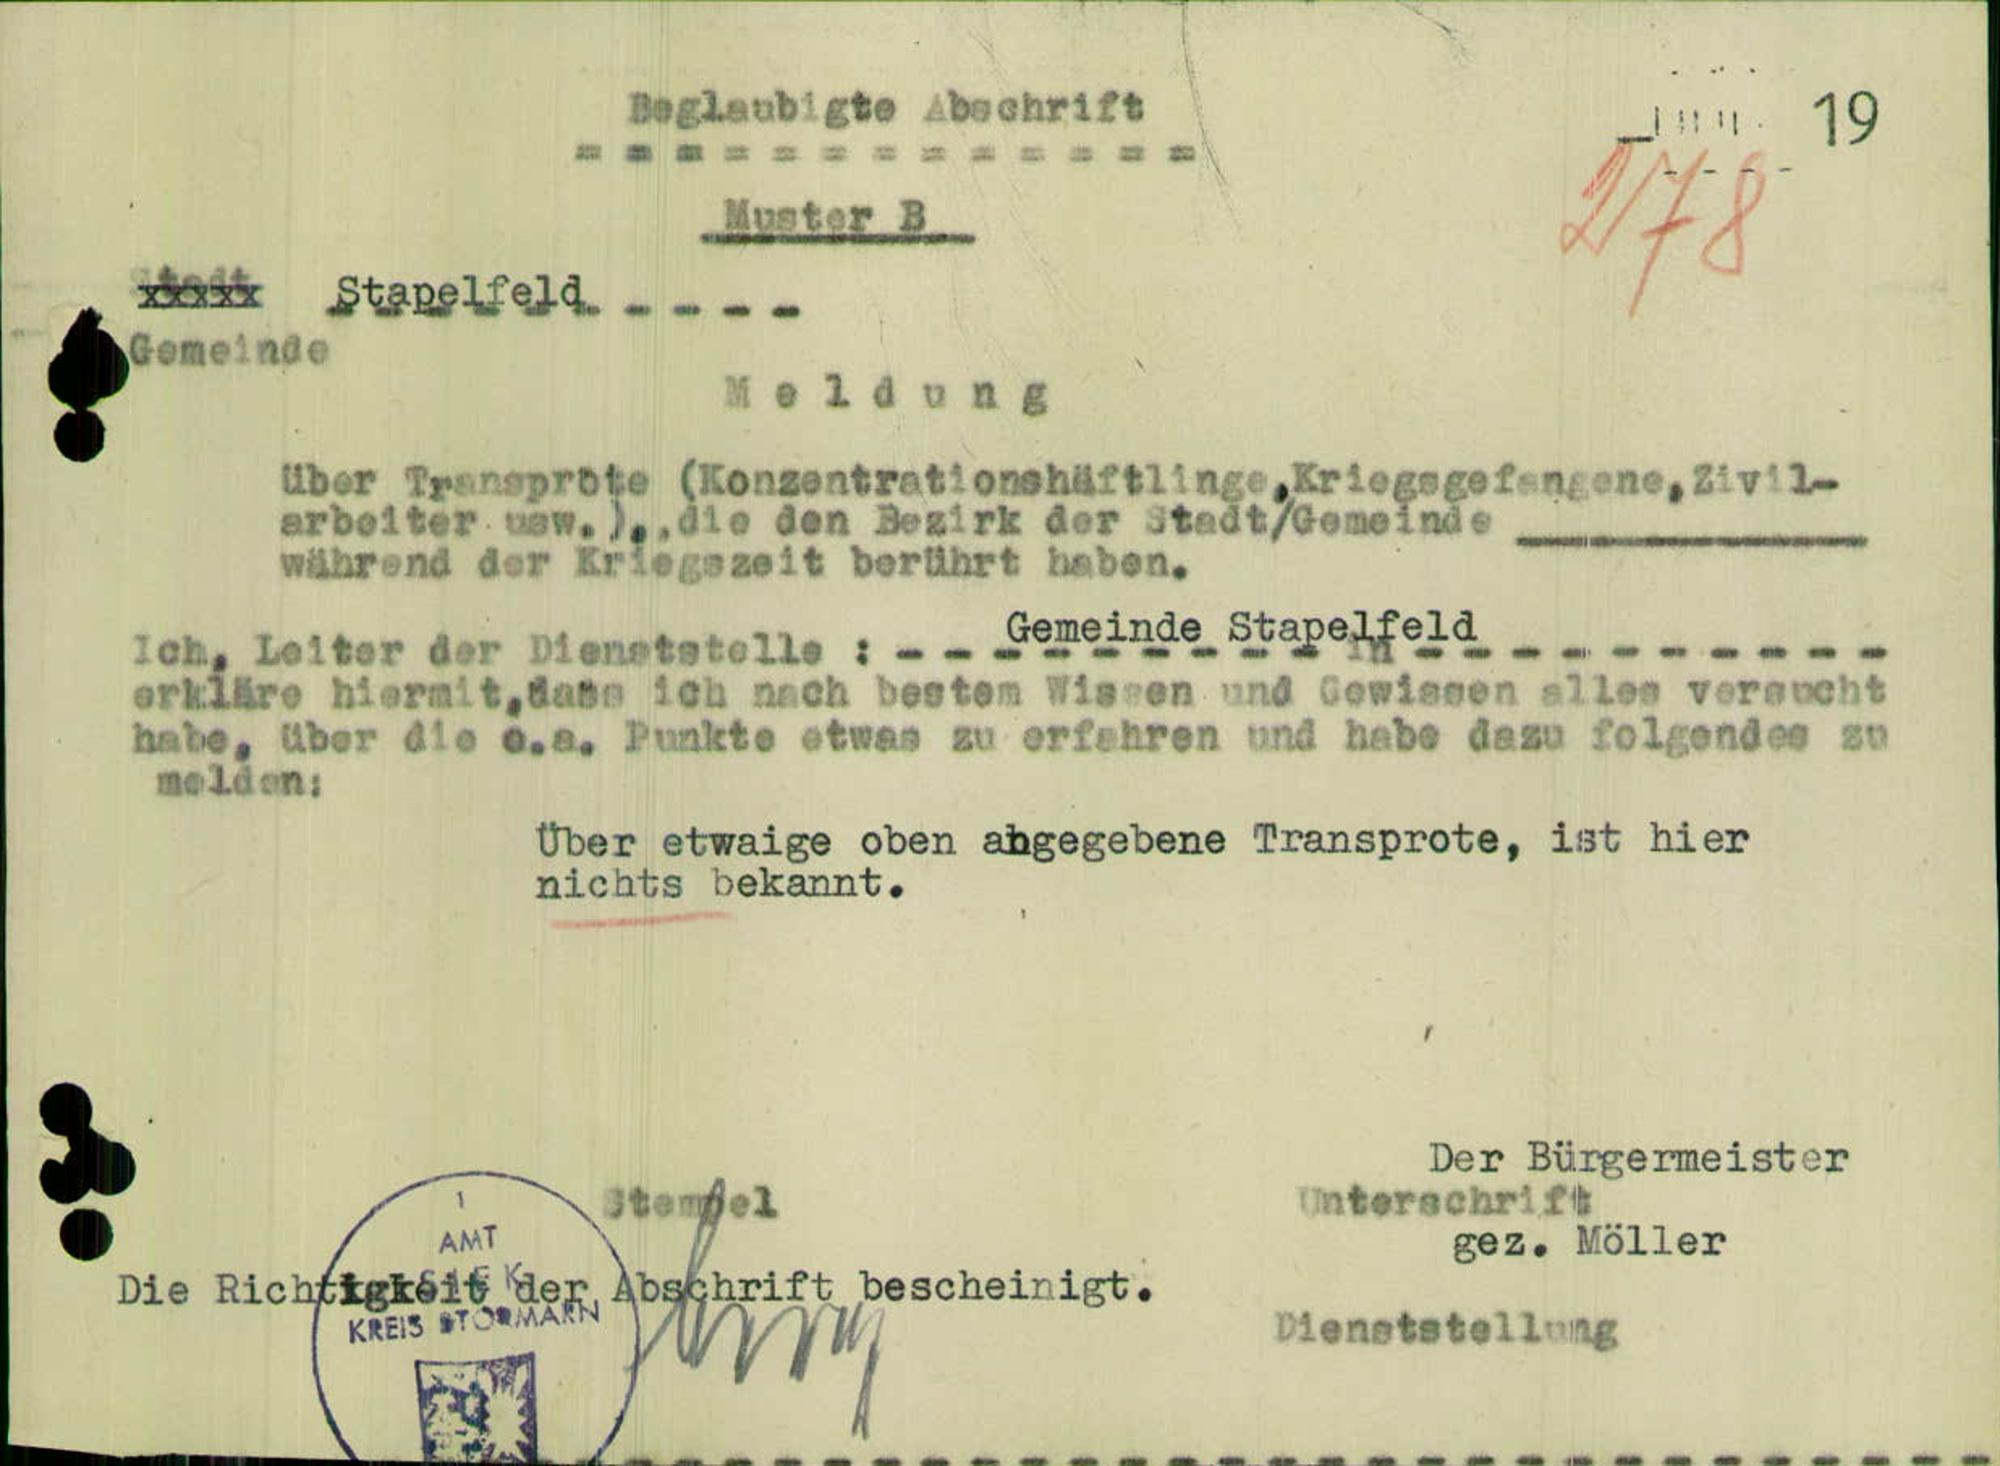 Beglaubigte Abschrift
= = = = = = = = = = = = =
19
278
Muster B
Stadt Stapelfeld
Gemeinde
Meldung
über Transprote (Konzentrationshäftlinge,Kriegsgefangene,Zivil-
arbeiter usw.),,die den Bezirk der Stadt/Gemeinde
während der Kriegszeit berührt haben.
Gemeinde Stapelfeld
Ich, Leiter der Dienststelle : in
erkläre hiermit,dass ich nach bestem Wissen und Gewissen alles versucht
habe, über die o.a. Punkte etwas zu erfahren und habe dazu folgendes zu
melden:
Über etwaige oben angegebene Transprote, ist hier
nichts bekannt.
Der Bürgermeister
Stempel Unterschrift
gez. Möller
Die Richtigkeit der Abschrift bescheinigt.
Dienststellung
1
AMT
SIEK
KREIS STORMARN